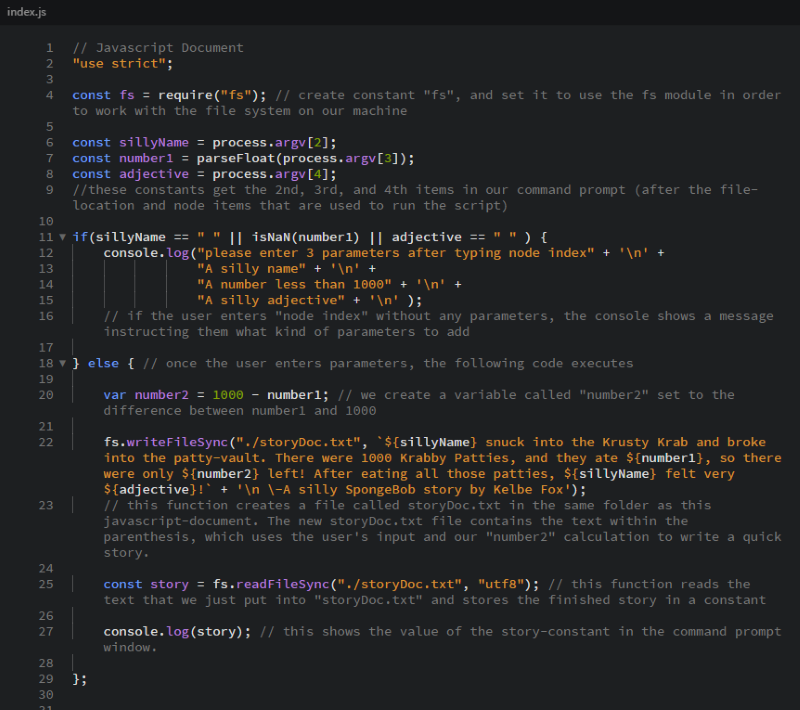 index.js
1 // Javascript Document
2 "use strict";
3
4 const fs = require("fs"); // create constant "fs", and set it to use the fs module in order
to work with the file system on our machine
5
6 const sillyName = process.argv[2];
7 const number1 = parseFloat(process.argv[3]);
8 const adjective = process.argv[4];
9 //these constants get the 2nd, 3rd, and 4th items in our command prompt (after the file-
location and node items that are used to run the script)
10
11 if(sillyName == " " || isNaN(number1) || adjective == " " ) {
12 console.log("please enter 3 parameters after typing node index" + '\n' +
13 "A silly name" + '\n' +
14 "A number less than 1000" + '\n' +
15 "A silly adjective" + '\n' );
16 // if the user enters "node index" without any parameters, the console shows a message
instructing them what kind of parameters to add
17
18 } else { // once the user enters parameters, the following code executes
19
20 var number2 = 1000 - number1; // we create a variable called "number2" set to the
difference between number1 and 1000
21
22 fs.writeFileSync("./storyDoc.txt", `${sillyName} snuck into the Krusty Krab and broke
into the patty-vault. There were 1000 Krabby Patties, and they ate ${number1}, so there
were only ${number2} left! After eating all those patties, ${sillyName} felt very
${adjective}!` + '\n \-A silly SpongeBob story by Kelbe Fox');
23 // this function creates a file called storyDoc.txt in the same folder as this
javascript-document. The new storyDoc.txt file contains the text within the
parenthesis, which uses the user's input and our "number2" calculation to write a quick
story.
24
25 const story = fs.readFileSync("./storyDoc.txt", "utf8"); // this function reads the
text that we just put into "storyDoc.txt" and stores the finished story in a constant
26
27 console.log(story); // this shows the value of the story-constant in the command prompt
window.
28
29 };
30
31